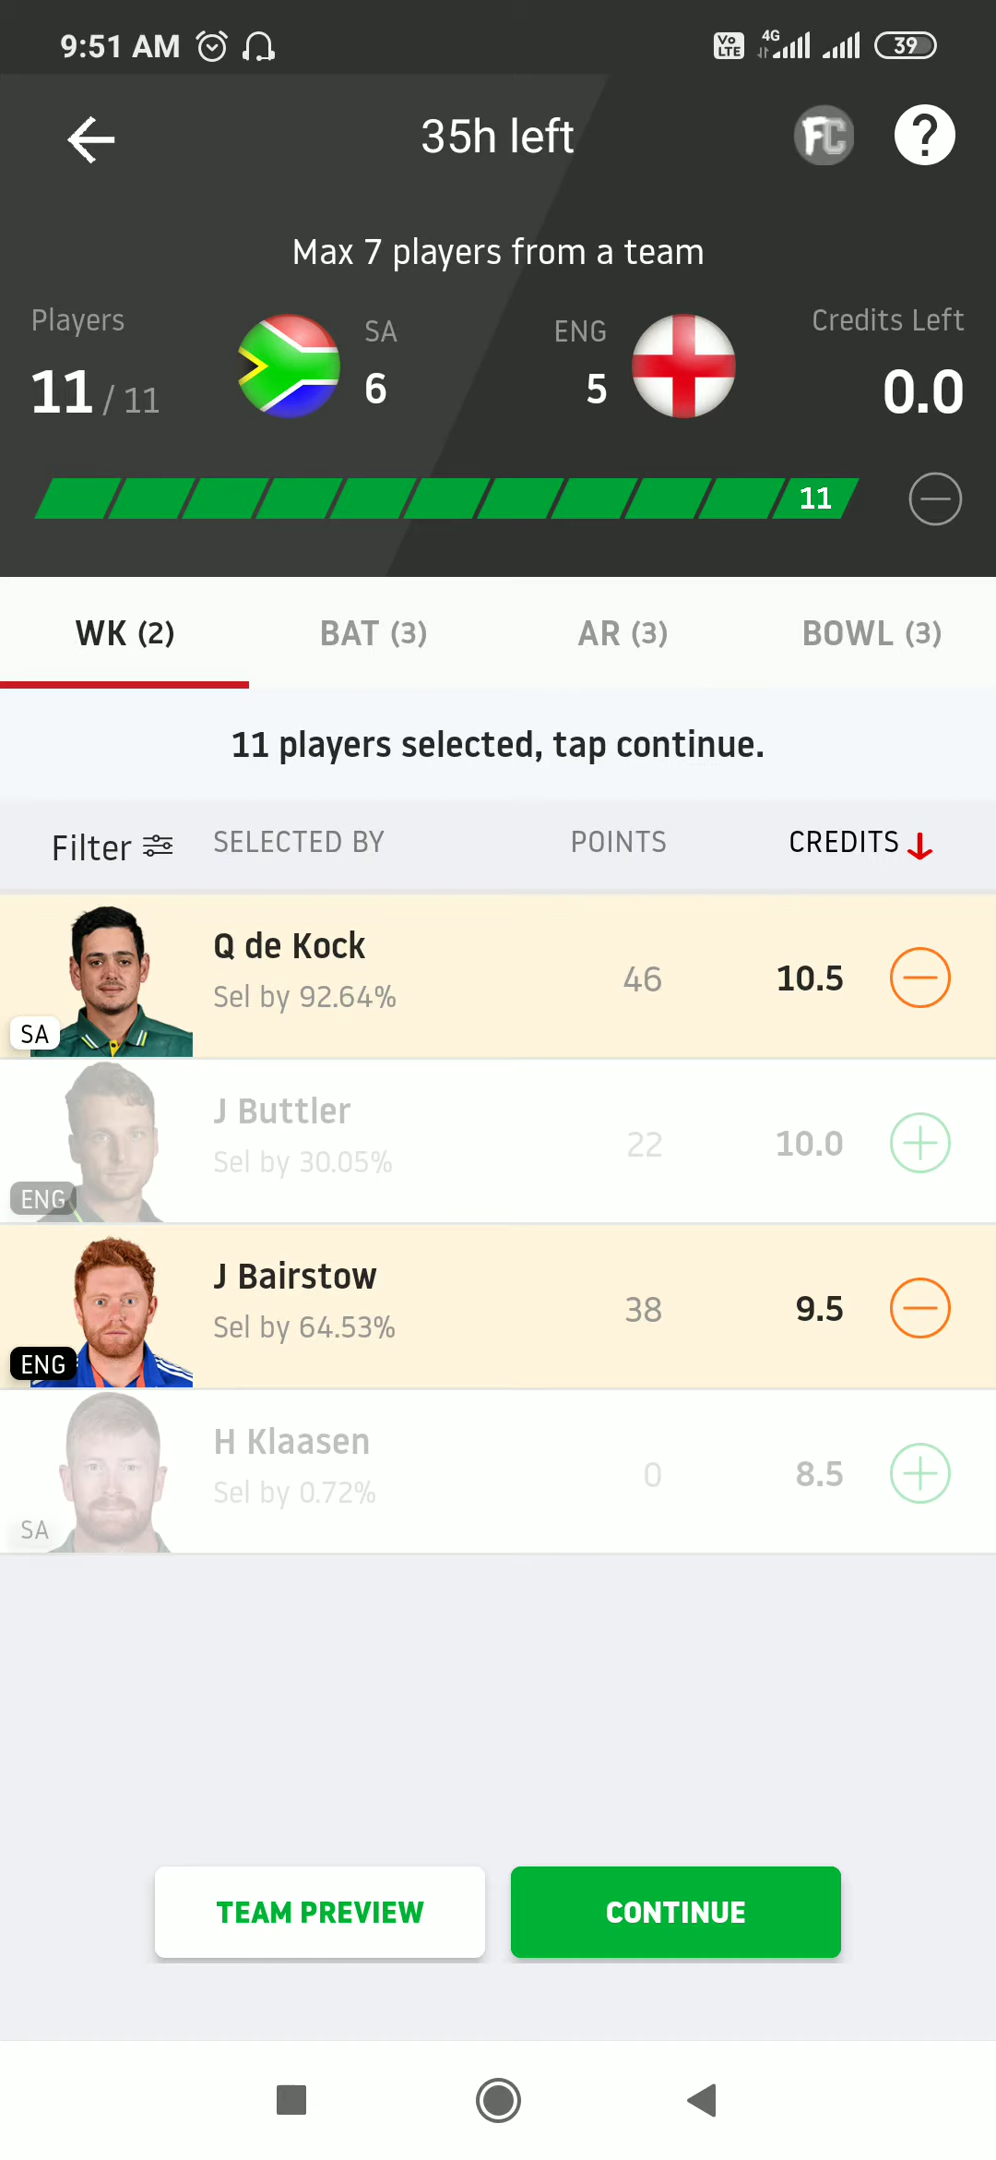 9:51 AM Vo LTE 4G 39
35h left FC ?
Max 7 players from a team
Players SA ENG Credits Left
11 / 11 6 5 0.0
11
WK (2) BAT (3) AR (3) BOWL (3)
11 players selected, tap continue.
Filter SELECTED BY POINTS CREDITS
Q de Kock
Sel by 92.64% 46 10.5
SA
J Buttler
Sel by 30.05% 22 10.0
ENG
J Bairstow
Sel by 64.53% 38 9.5
ENG
H Klaasen
Sel by 0.72% 0 8.5
SA
TEAM PREVIEW CONTINUE